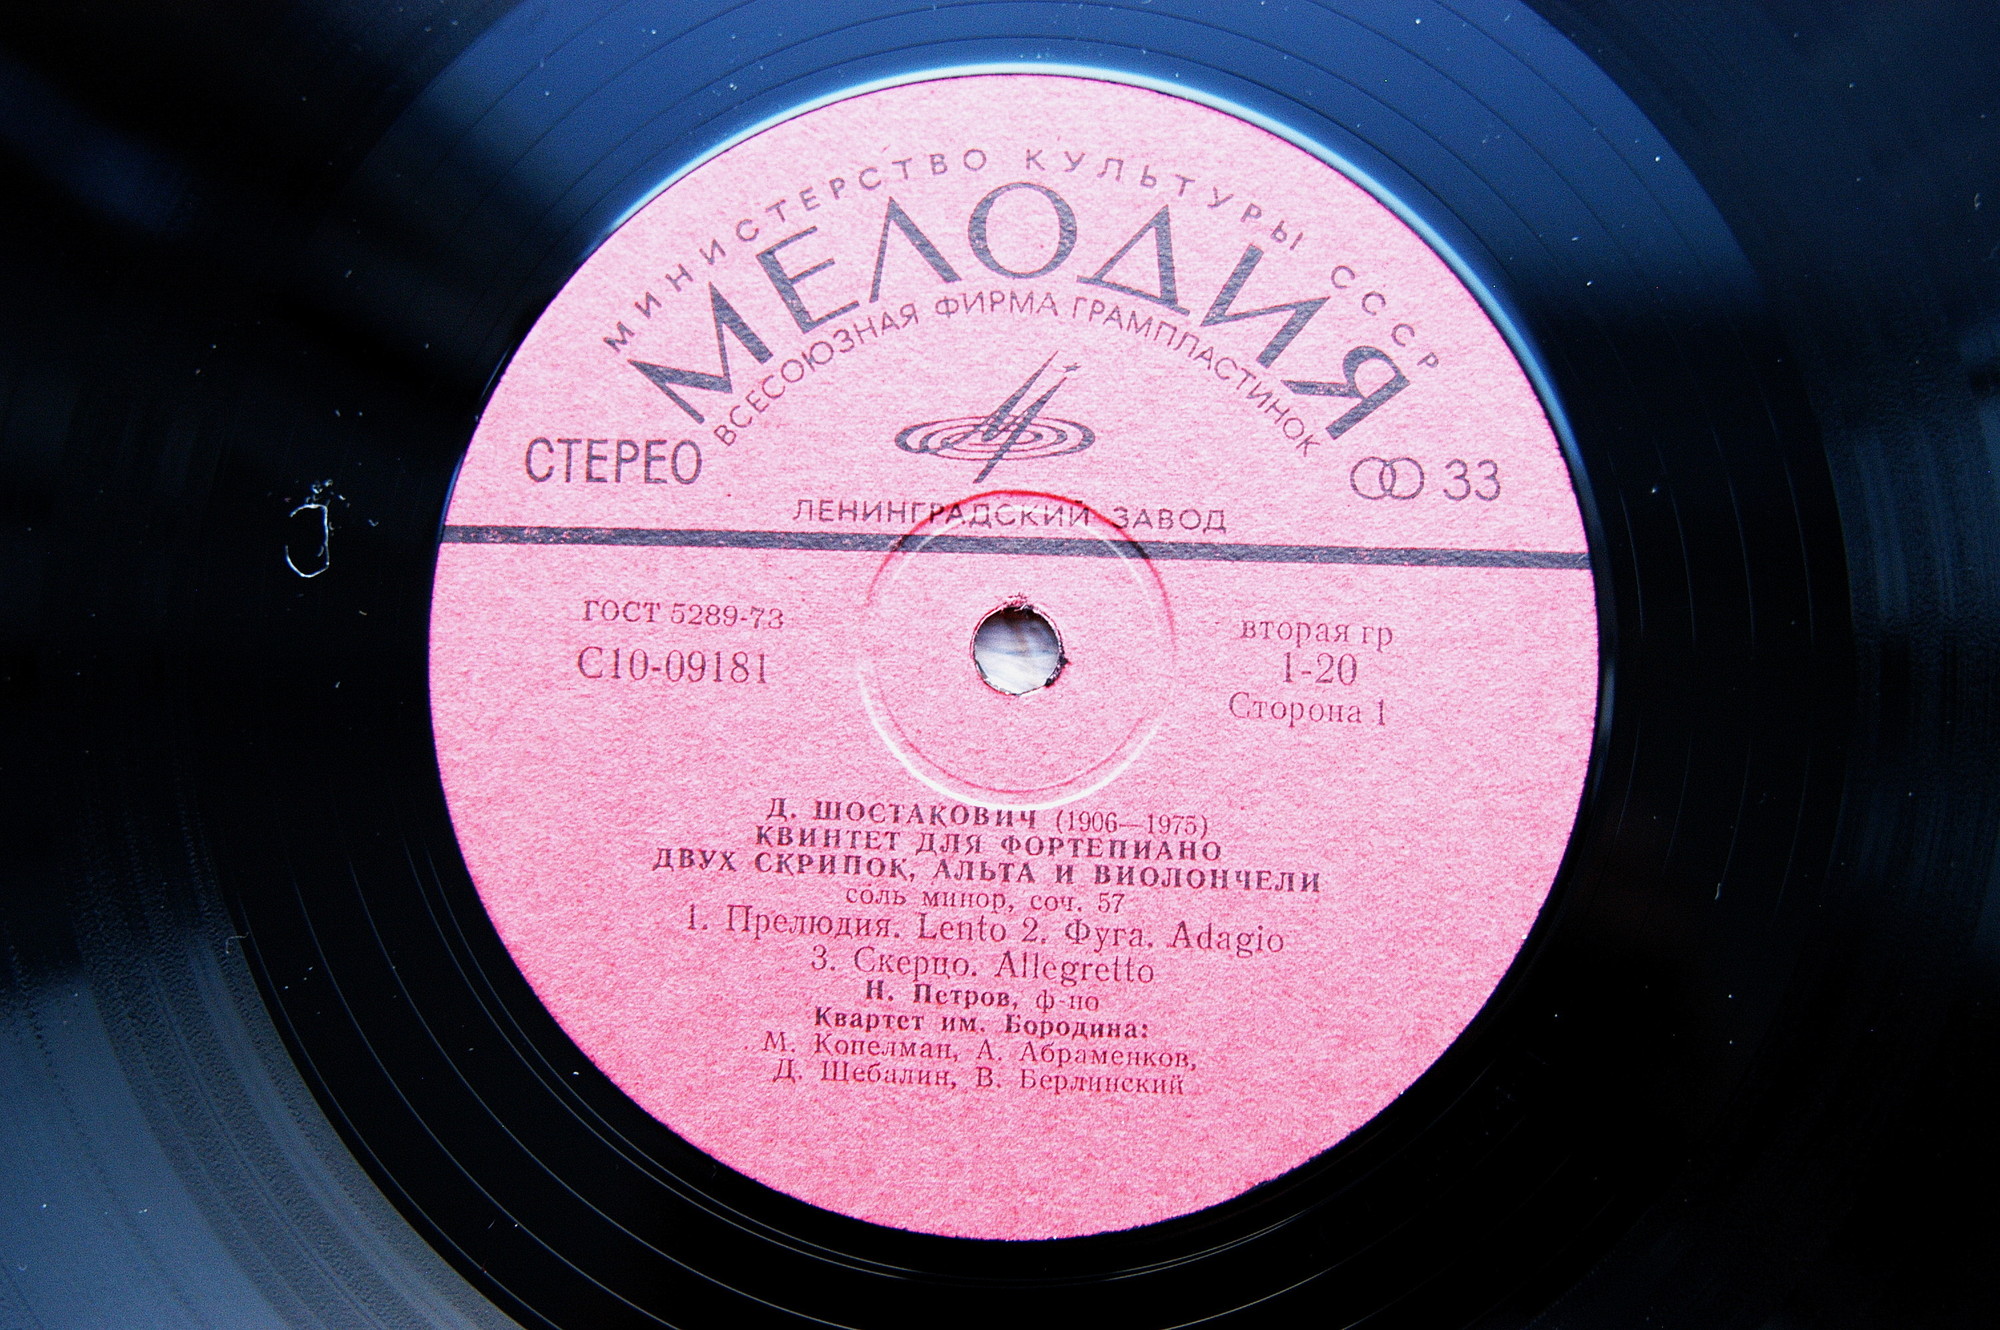 МИНИСТЕРСТВО КУЛЬТУРЫ СССР
МЕЛОДИЯ
ВСЕСОЮЗНАЯ ФИРМА ГРАМПЛАСТИНОК
СТЕРЕО
33
ЛЕНИНГРАДСКИЙ ЗАВОД
ГОСТ 5289-73
С10-09181
вторая гр
1-20
Сторона 1
Д. ШОСТАКОВИЧ (1906—1975)
КВИНТЕТ ДЛЯ ФОРТЕПИАНО
ДВУХ СКРИПОК, АЛЬТА И ВИОЛОНЧЕЛИ
соль минор, соч. 57
1. Прелюдия. Lento 2. Фуга. Adagio
3. Скерцо. Allegretto
Н. Петров, ф-но
Квартет им. Бородина:
М. Копелман, А. Абраменков,
Д. Шебалин, В. Берлинский